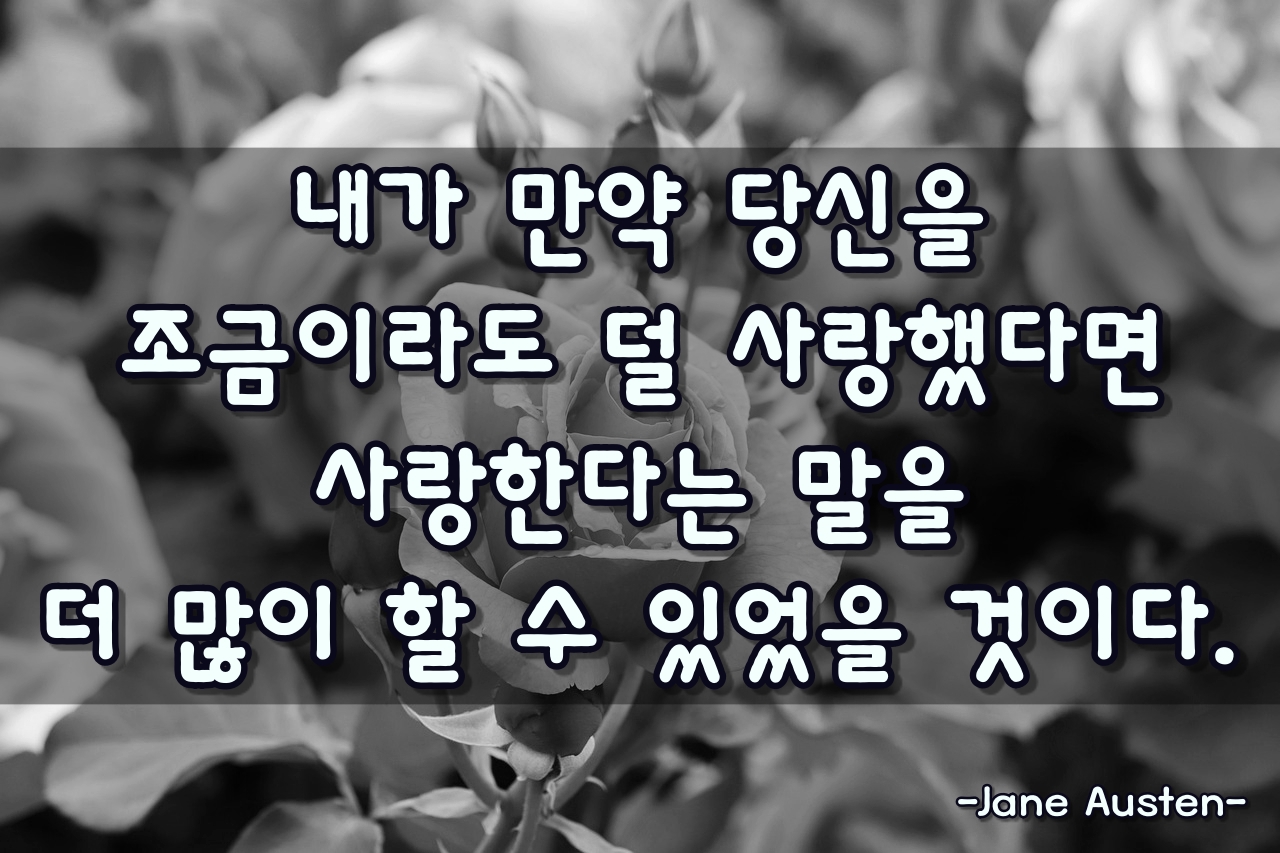 내가 만약 당신을
조금이라도 덜 사랑했다면
사랑한다는 말을
더 많이 할 수 있었을 것이다.
-Jane Austen-